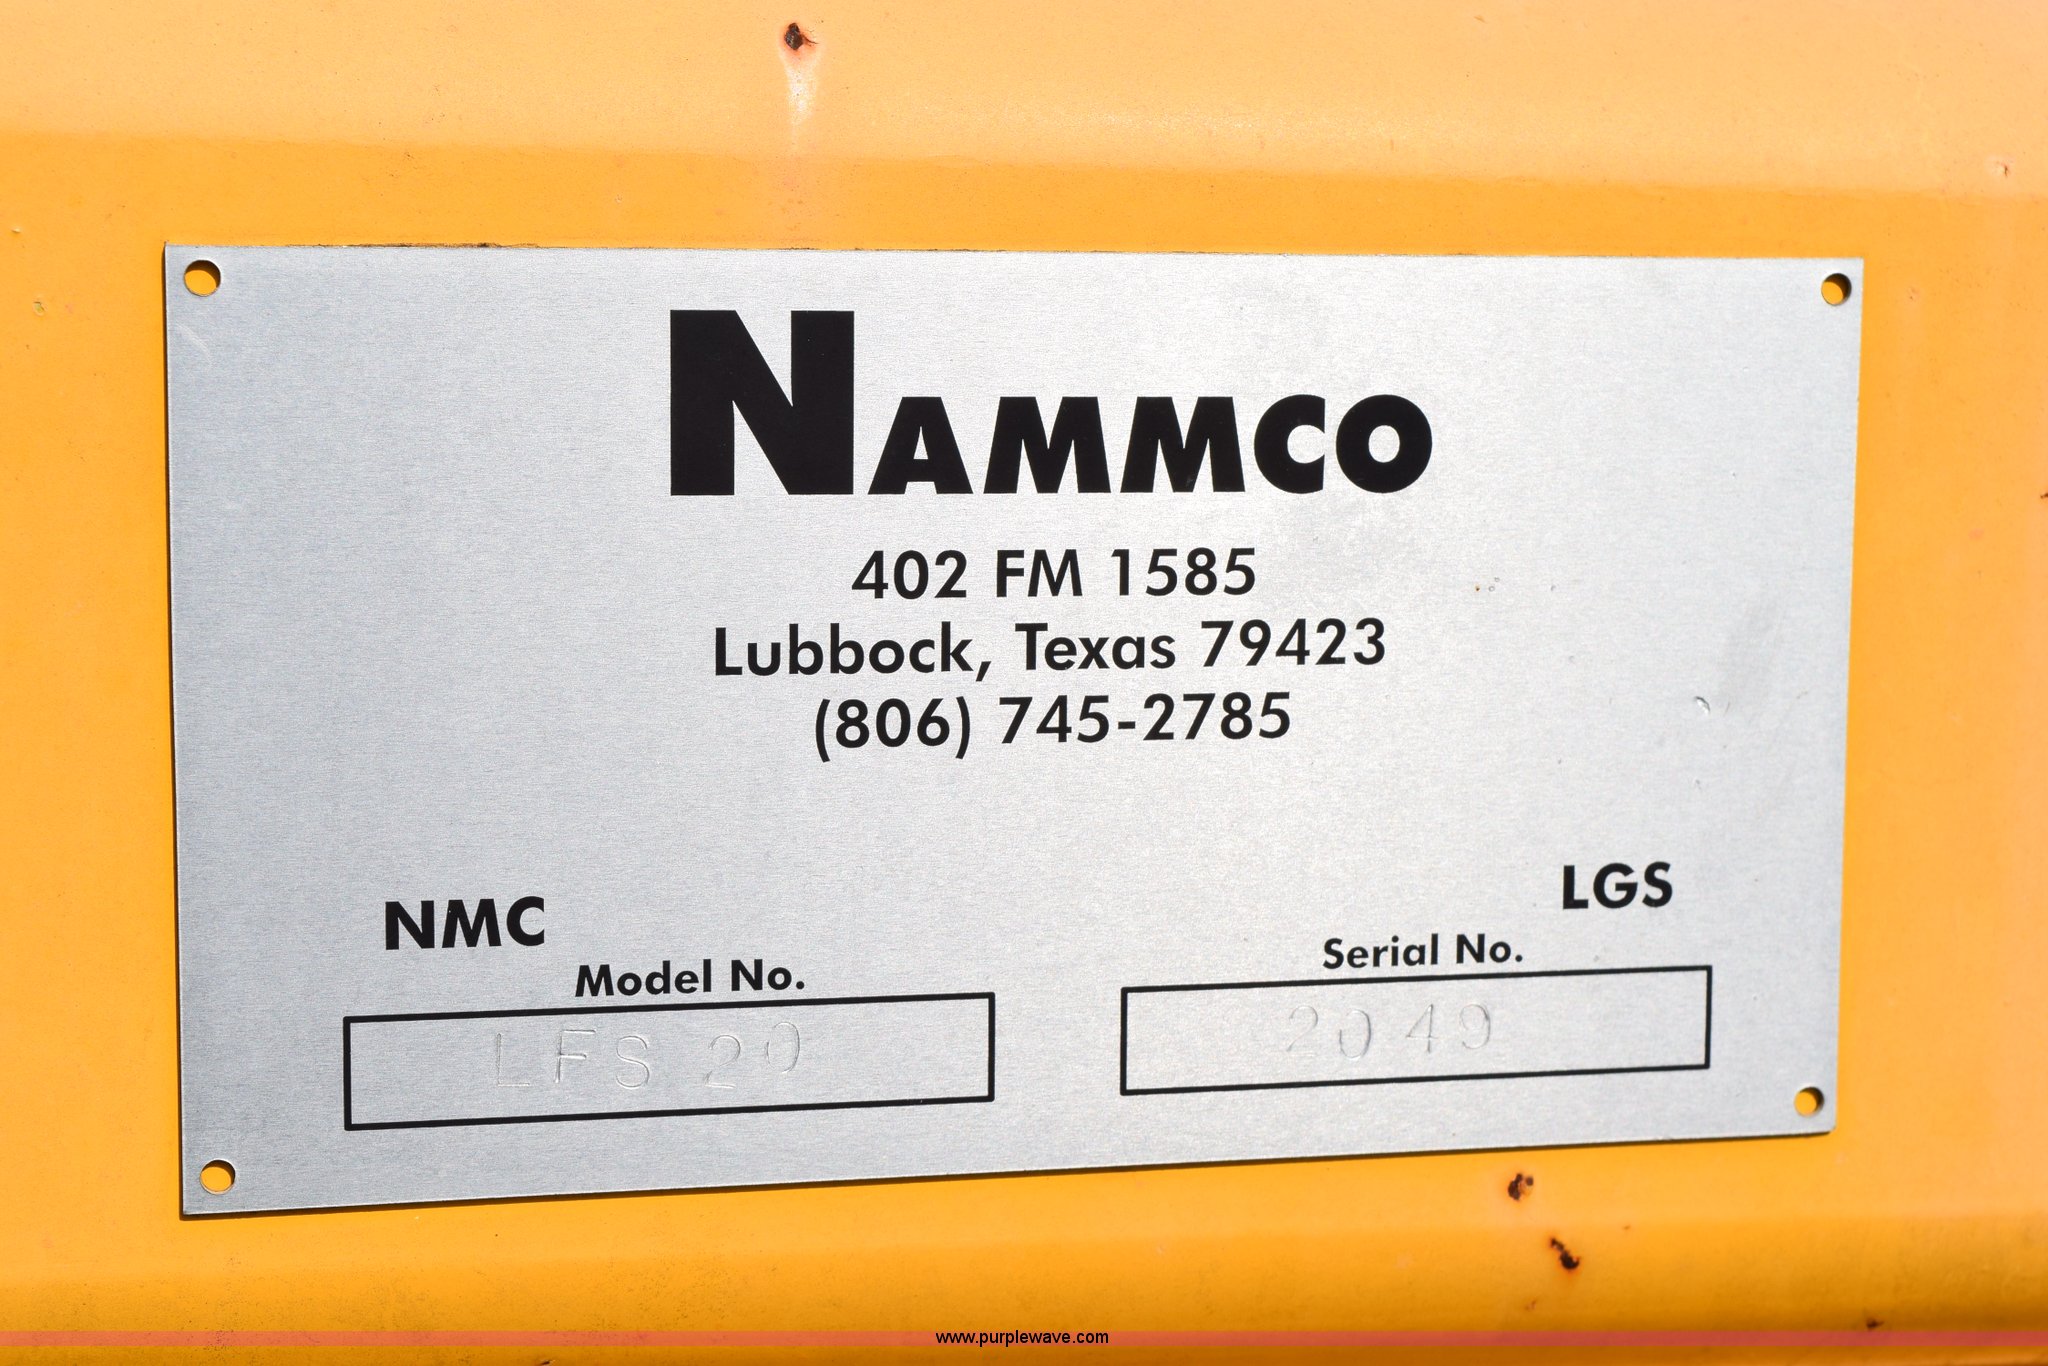 NAMMCO
402 FM 1585
Lubbock, Texas 79423
(806) 745-2785
NMC
LGS
Model No.
Serial No.
LFS 20
2049
www.purplewave.com